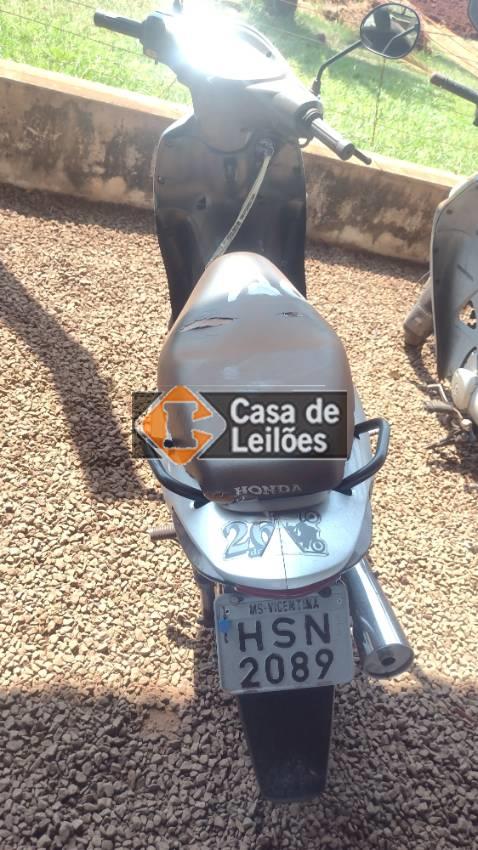 Casa de
Leilões
HONDA
MS-VICENTINA
HSN
2089